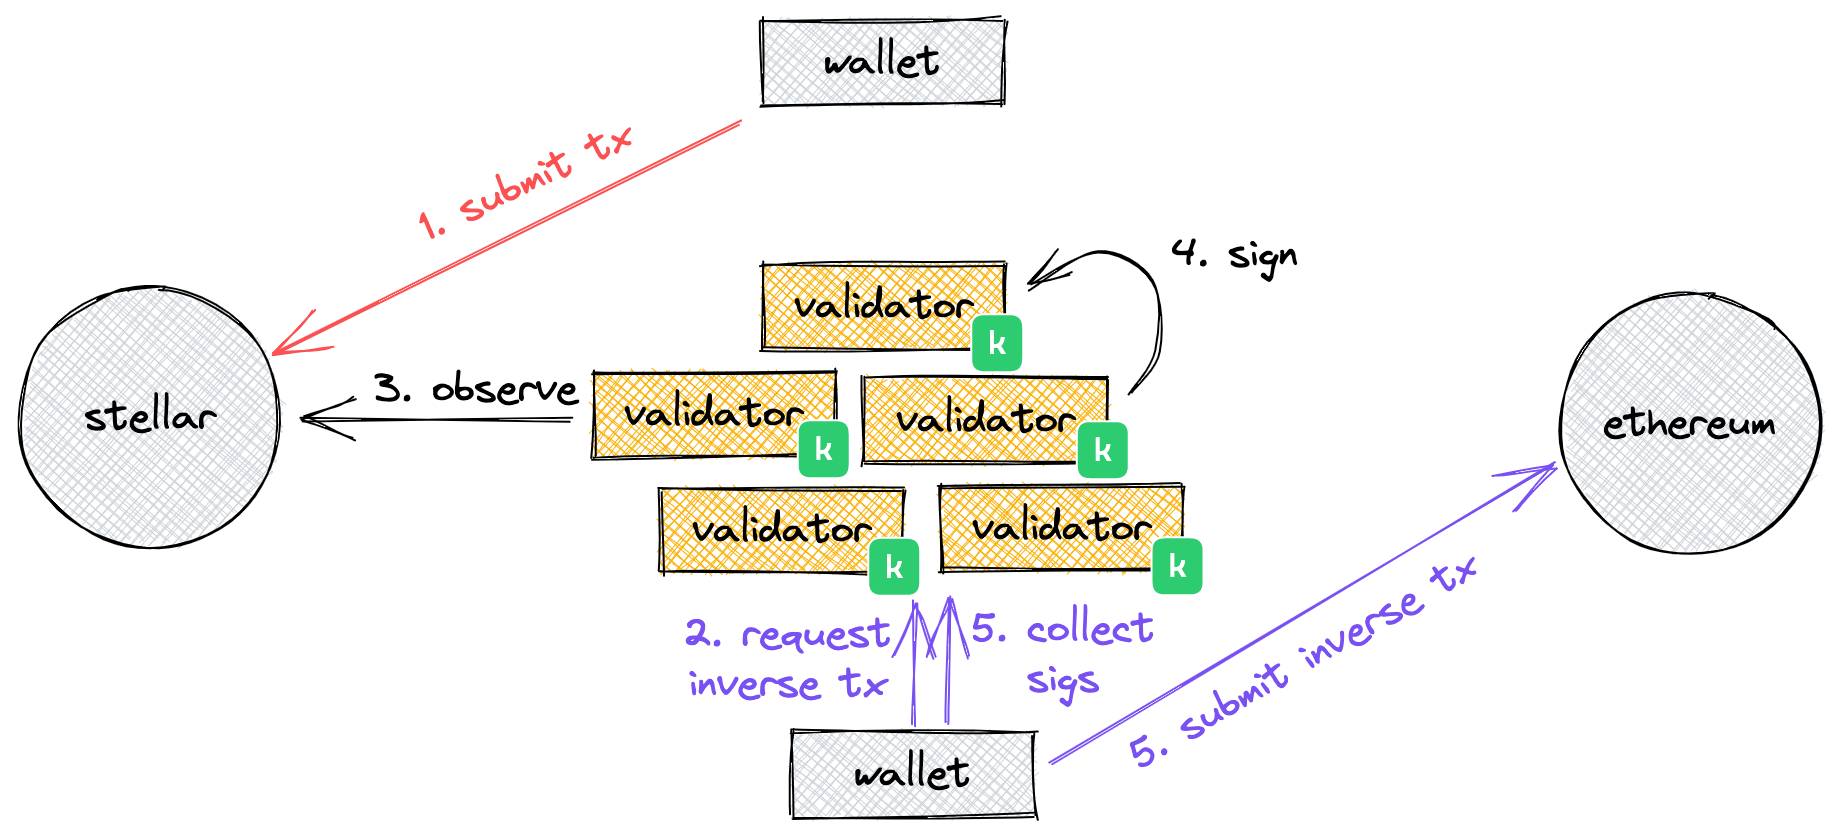 wallet
1. submit tx
4. sign
validator
k
3. observe
validator
k
validator
k
stellar
ethereum
validator
k
validator
k
2. request
inverse tx
5. collect
sigs
5. submit inverse tx
wallet